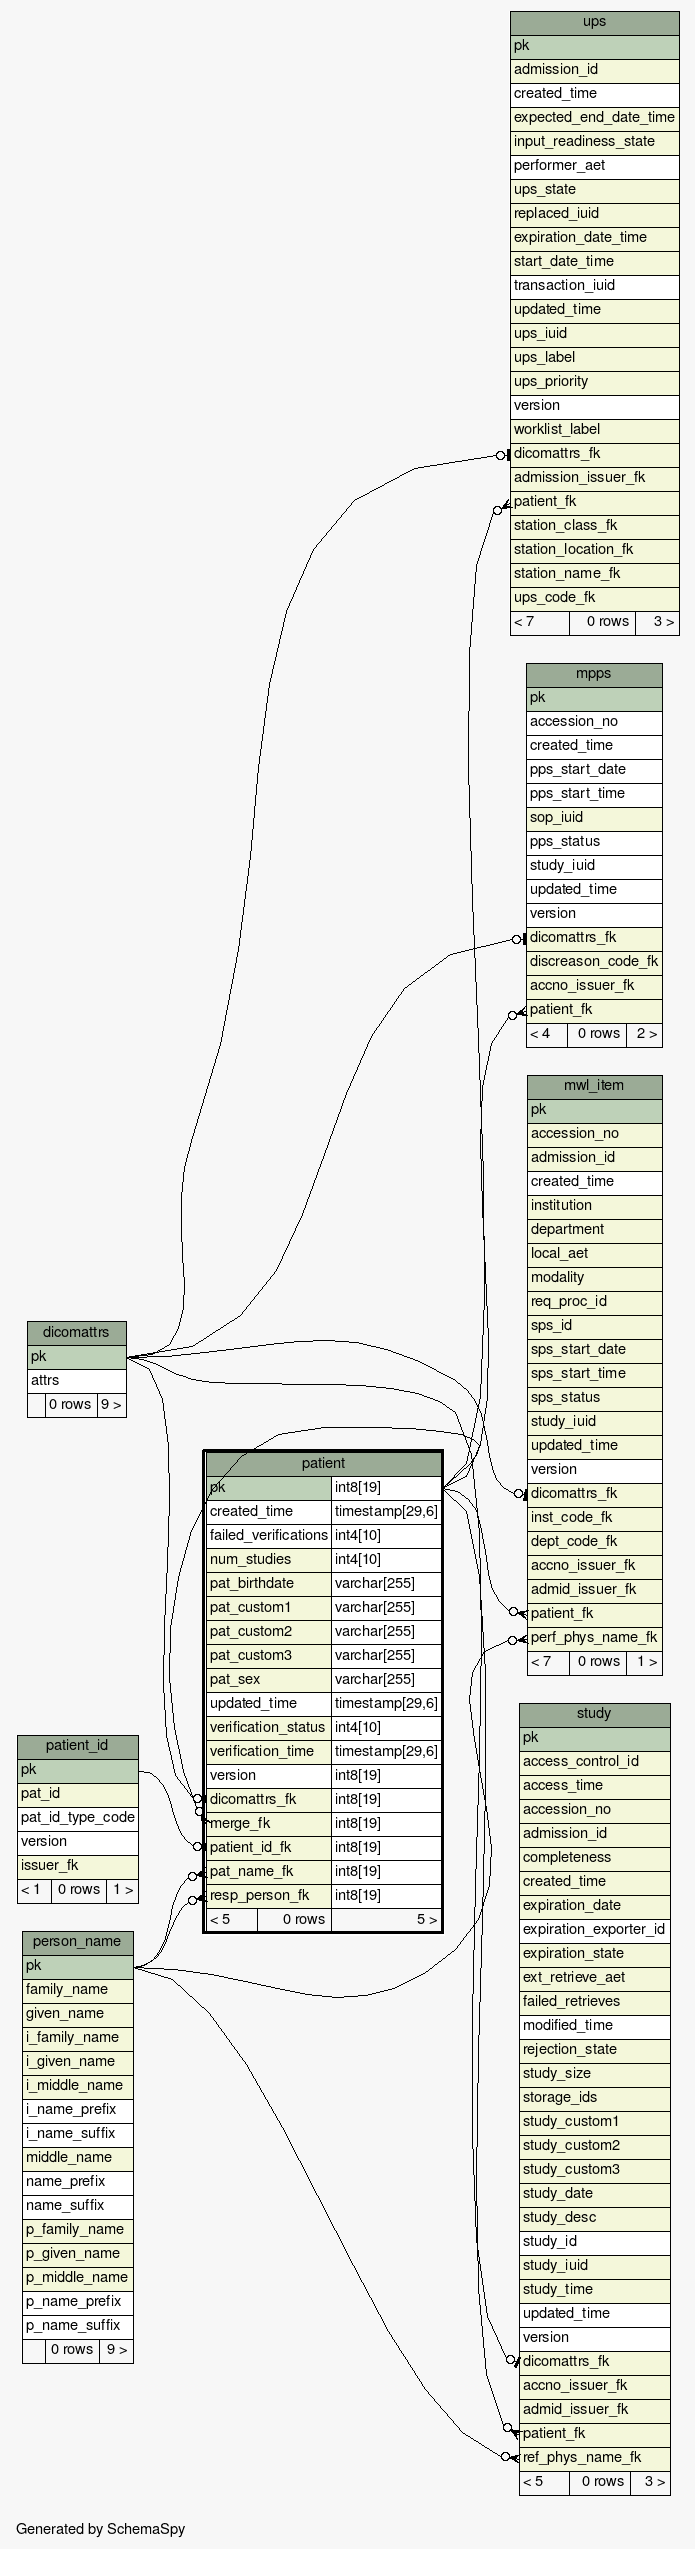 ups
pk
admission_id
created_time
expected_end_date_time
input_readiness_state
performer_aet
ups_state
replaced_iuid
expiration_date_time
start_date_time
transaction_iuid
updated_time
ups_iuid
ups_label
ups_priority
version
worklist_label
dicomattrs_fk
admission_issuer_fk
patient_fk
station_class_fk
station_location_fk
station_name_fk
ups_code_fk
< 7 0 rows 3 >
mpps
pk
accession_no
created_time
pps_start_date
pps_start_time
sop_iuid
pps_status
study_iuid
updated_time
version
dicomattrs_fk
discreason_code_fk
accno_issuer_fk
patient_fk
< 4 0 rows 2 >
mwl_item
pk
accession_no
admission_id
created_time
institution
department
local_aet
modality
req_proc_id
sps_id
sps_start_date
sps_start_time
sps_status
study_iuid
updated_time
version
dicomattrs_fk
inst_code_fk
dept_code_fk
accno_issuer_fk
admid_issuer_fk
patient_fk
perf_phys_name_fk
< 7 0 rows 1 >
dicomattrs
pk
attrs
0 rows 9 >
patient
pk int8[19]
created_time timestamp[29,6]
failed_verifications int4[10]
num_studies int4[10]
pat_birthdate varchar[255]
pat_custom1 varchar[255]
pat_custom2 varchar[255]
pat_custom3 varchar[255]
pat_sex varchar[255]
updated_time timestamp[29,6]
verification_status int4[10]
verification_time timestamp[29,6]
version int8[19]
dicomattrs_fk int8[19]
merge_fk int8[19]
patient_id_fk int8[19]
pat_name_fk int8[19]
resp_person_fk int8[19]
< 5 0 rows 5 >
patient_id
pk
pat_id
pat_id_type_code
version
issuer_fk
< 1 0 rows 1 >
person_name
pk
family_name
given_name
i_family_name
i_given_name
i_middle_name
i_name_prefix
i_name_suffix
middle_name
name_prefix
name_suffix
p_family_name
p_given_name
p_middle_name
p_name_prefix
p_name_suffix
0 rows 9 >
study
pk
access_control_id
access_time
accession_no
admission_id
completeness
created_time
expiration_date
expiration_exporter_id
expiration_state
ext_retrieve_aet
failed_retrieves
modified_time
rejection_state
study_size
storage_ids
study_custom1
study_custom2
study_custom3
study_date
study_desc
study_id
study_iuid
study_time
updated_time
version
dicomattrs_fk
accno_issuer_fk
admid_issuer_fk
patient_fk
ref_phys_name_fk
< 5 0 rows 3 >
Generated by SchemaSpy